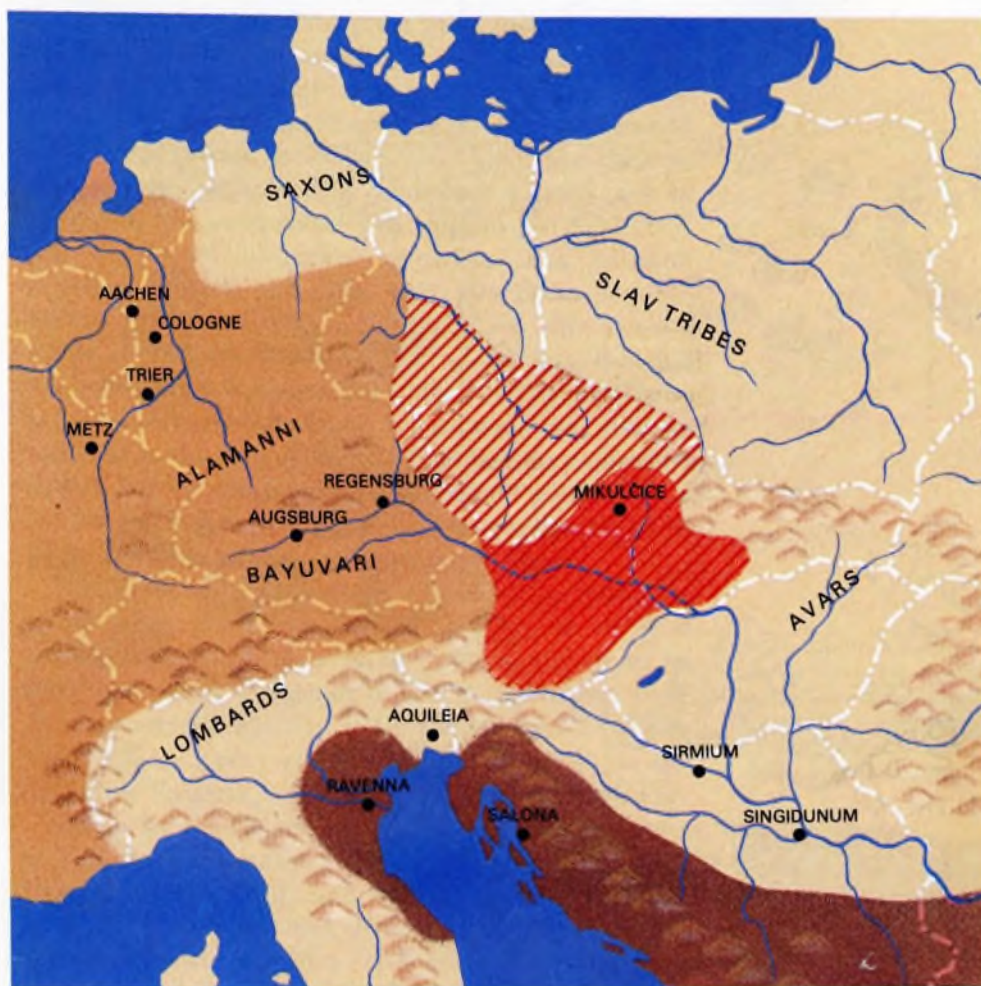 SAXONS
SLAV TRIBES
AACHEN
COLOGNE
TRIER
METZ
ALAMANNI
REGENSBURG
MIKULČICE
AUGSBURG
BAYUVARI
AVARS
LOMBARDS
AQUILEIA
SIRMIUM
RAVENNA
SALONA
SINGIDUNUM